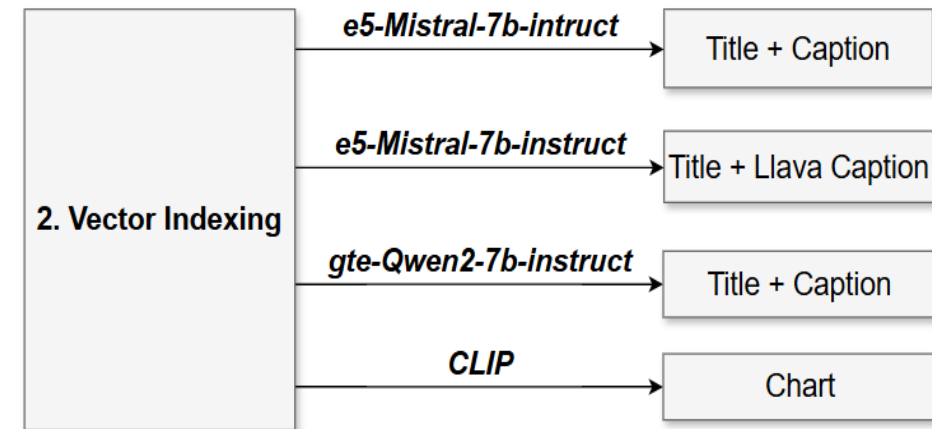 e5-Mistral-7b-intruct
Title + Caption
e5-Mistral-7b-instruct
Title + Llava Caption
2. Vector Indexing
gte-Qwen2-7b-instruct
Title + Caption
CLIP
Chart